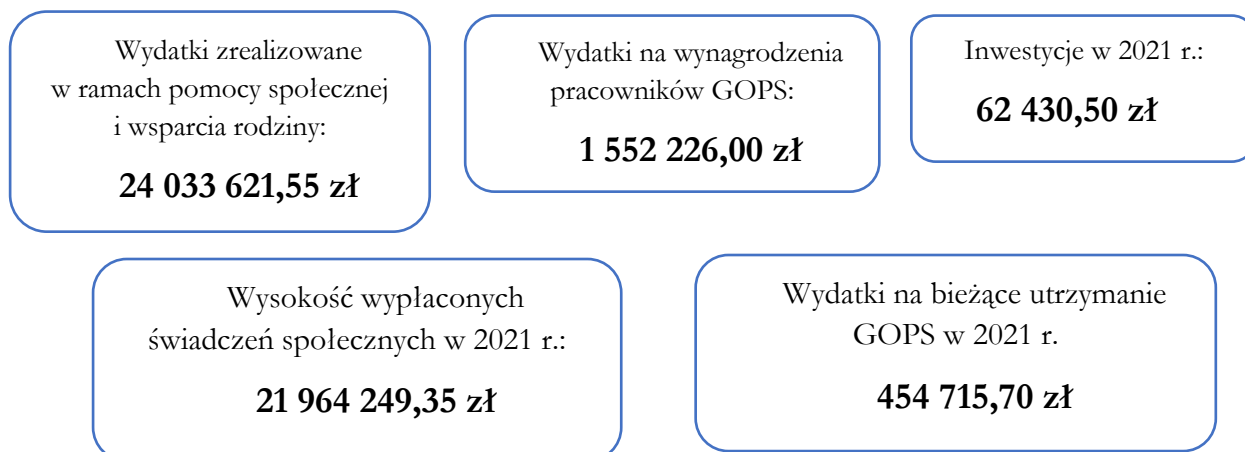 Wydatki zrealizowane
w ramach pomocy społecznej
i wsparcia rodziny:
24 033 621,55 zł
Wydatki na wynagrodzenia
pracowników GOPS:
1 552 226,00 zł
Inwestycje w 2021 r.:
62 430,50 zł
Wysokość wypłaconych
świadczeń społecznych w 2021 r.:
21 964 249,35 zł
Wydatki na bieżące utrzymanie
GOPS w 2021 r.
454 715,70 zł